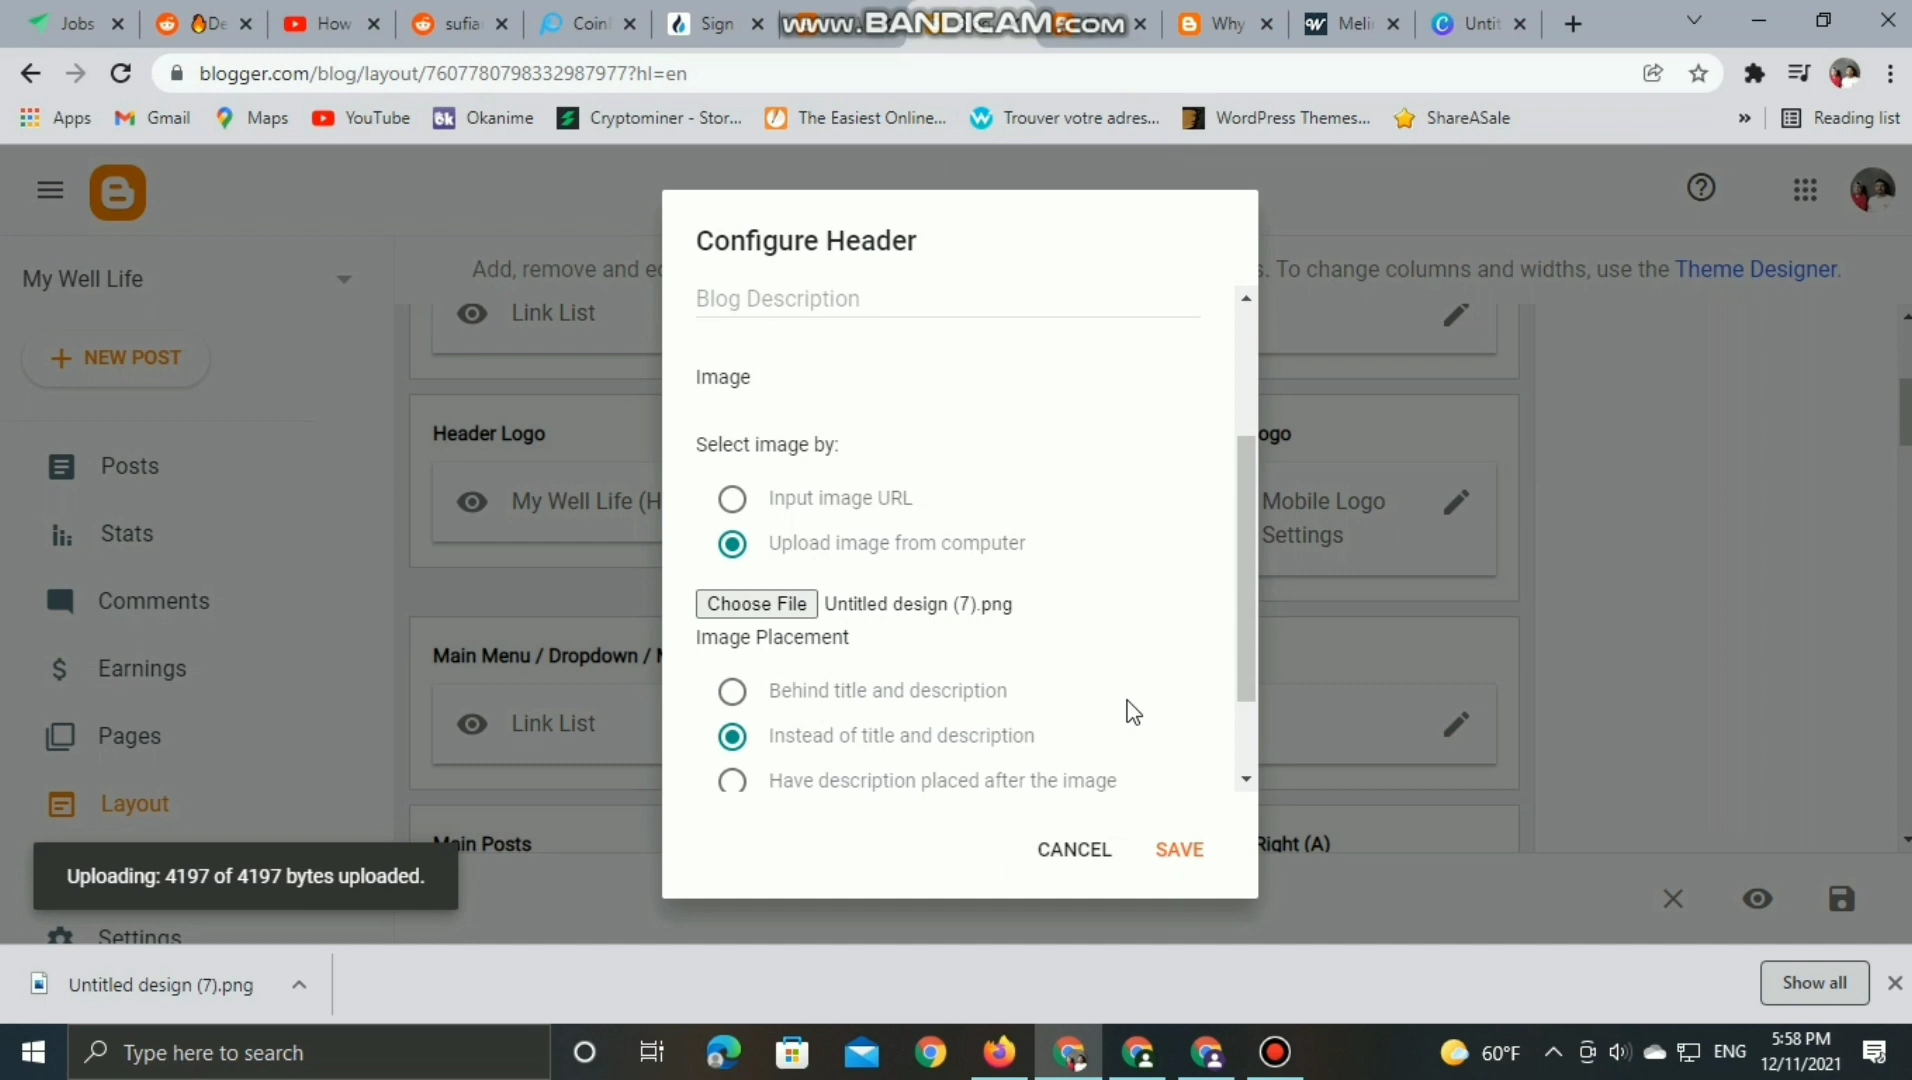 Jobs
De
How
sufia
Coin
Sign
www.BANDICAM.com
Why
Meli
Untit
blogger.com/blog/layout/7607780798332987977?hl=en
Apps
Gmail
Maps
YouTube
Okanime
Cryptominer - Stor...
The Easiest Online...
Trouver votre adres...
WordPress Themes...
ShareASale
»
Reading list
My Well Life
+ NEW POST
Posts
Stats
Comments
Earnings
Pages
Layout
Settings
Uploading: 4197 of 4197 bytes uploaded.
Add, remove and e
s. To change columns and widths, use the Theme Designer.
Link List
Header Logo
ogo
My Well Life (H
Mobile Logo
Settings
Main Menu / Dropdown /
Link List
Main Posts
Right (A)
Configure Header
Blog Description
Image
Select image by:
Input image URL
Upload image from computer
Choose File Untitled design (7).png
Image Placement
Behind title and description
Instead of title and description
Have description placed after the image
CANCEL
SAVE
Untitled design (7).png
Show all
Type here to search
60°F
ENG
5:58 PM
12/11/2021